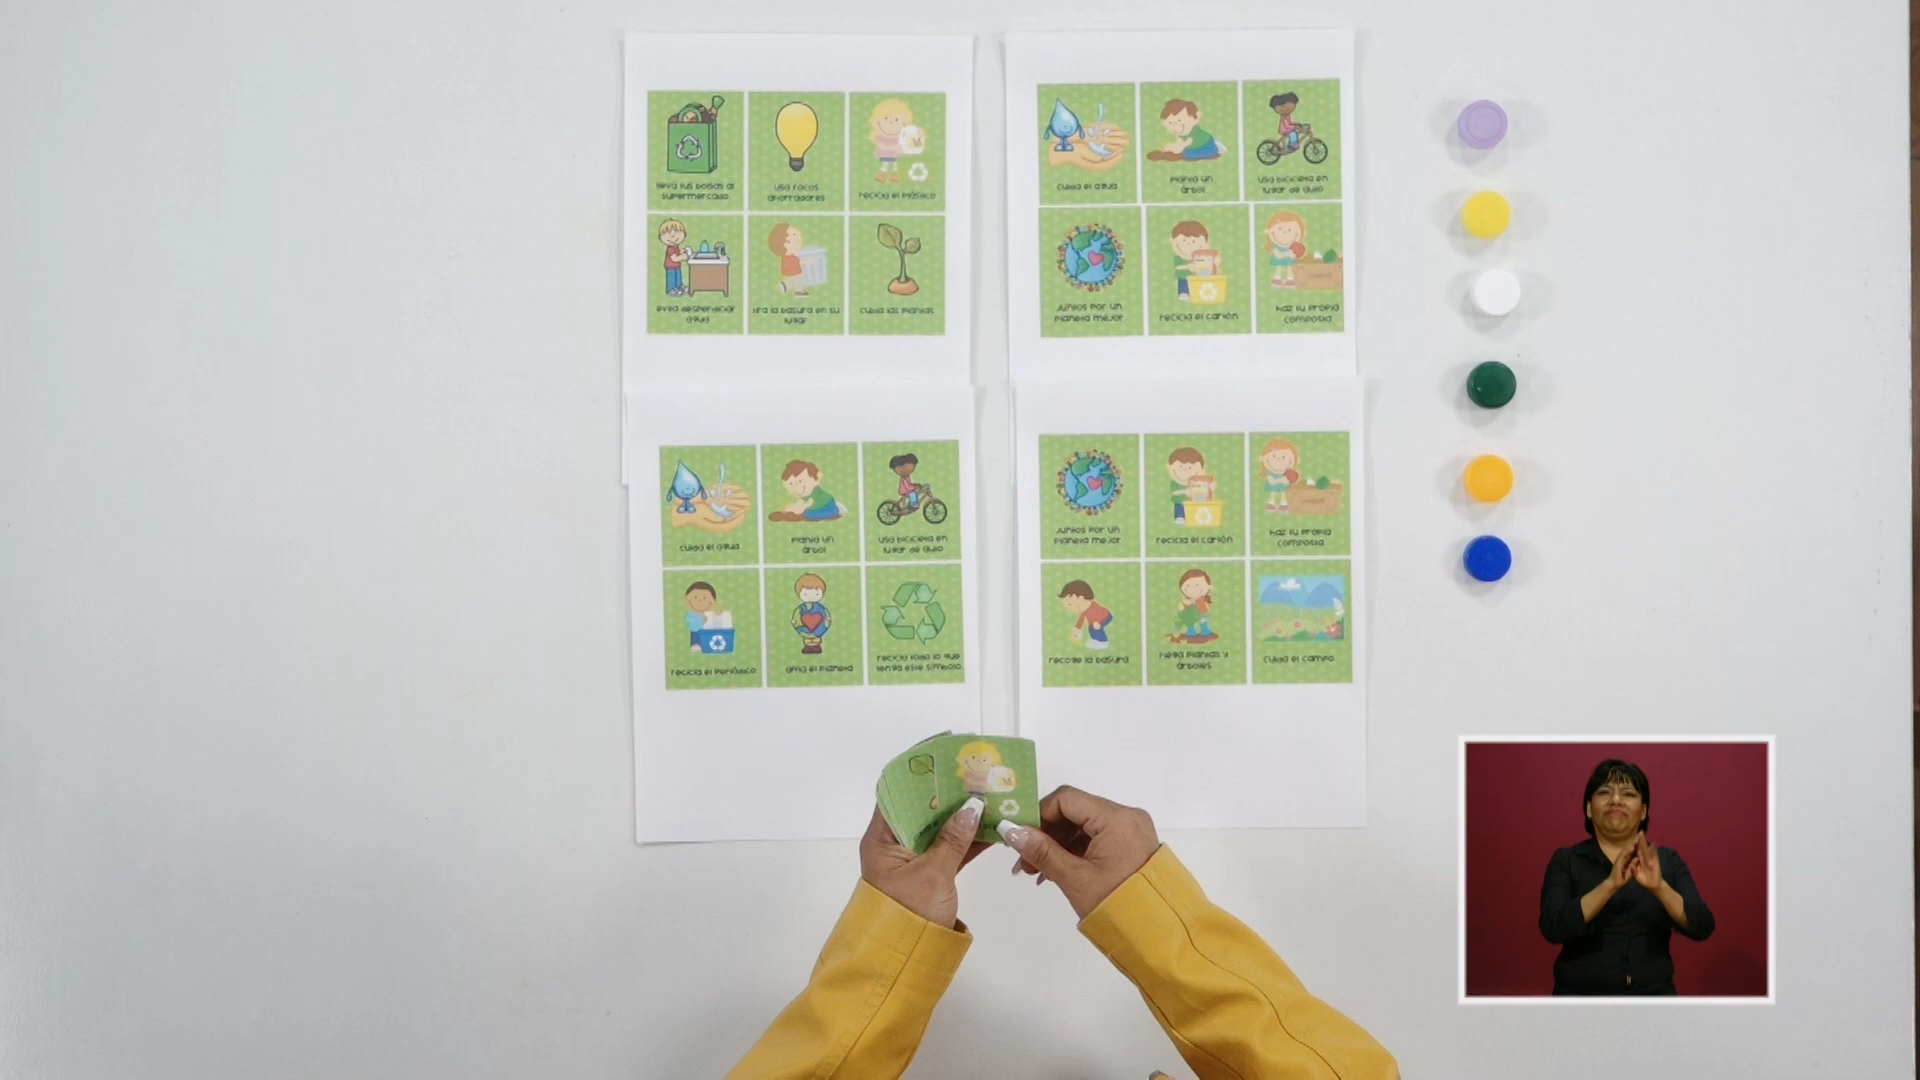 lleva tus bolsas al
supermercado
usa focos
ahorradores
recicla el plástico
evita desperdiciar
agua
tira la basura en su
lugar
cuida las plantas
cuida el agua
planta un
árbol
usa bicicleta en
lugar de auto
juntos por un
planeta mejor
recicla el cartón
haz tu propia
composta
cuida el agua
planta un
árbol
usa bicicleta en
lugar de auto
recicla el periódico
ama el planeta
recicla todo lo que
tenga este símbolo
juntos por un
planeta mejor
recicla el cartón
haz tu propia
composta
recoge la basura
riega plantas y
árboles
cuida el campo